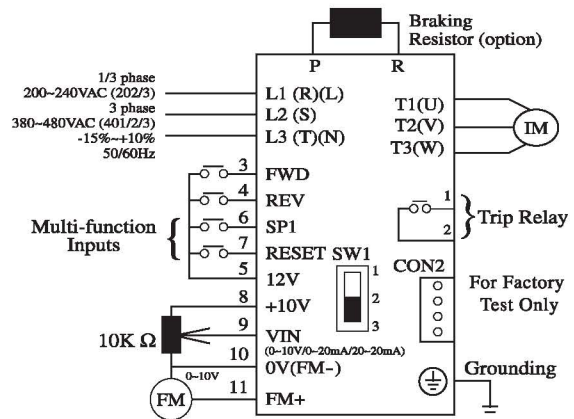 Braking
Resistor (option)
P R
1/3 phase
200~240VAC (202/3)
3 phase
380~480VAC (401/2/3)
-15%~+10%
50/60Hz
L1 (R)(L)
L2 (S)
L3 (T)(N)
T1(U)
T2(V)
T3(W)
IM
3 FWD
4 REV
6 SP1
7 RESET
5 12V
Multi-function
Inputs
SW1
1
2
3
1
2
Trip Relay
CON2
For Factory
Test Only
8 +10V
9 VIN
(0~10V/0~20mA/20~20mA)
10 0V(FM-)
11 FM+
10K Ω
0~10V
FM
Grounding